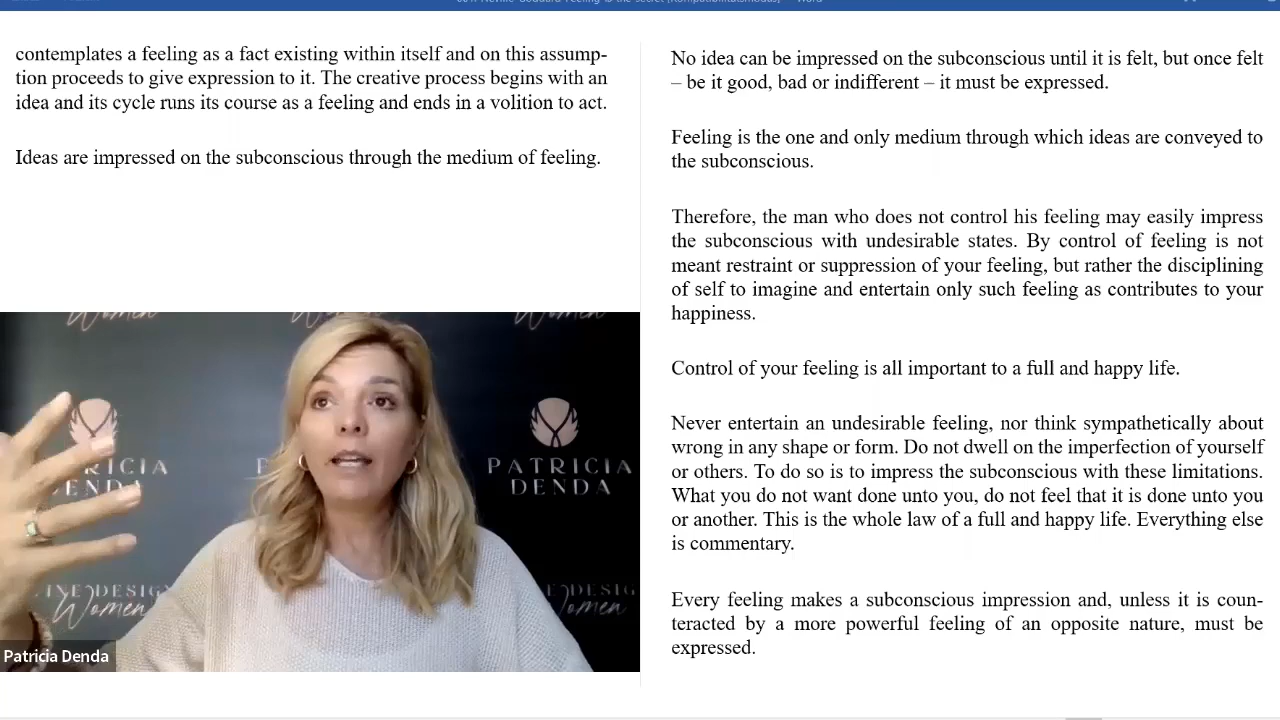 contemplates a feeling as a fact existing within itself and on this assump-
tion proceeds to give expression to it. The creative process begins with an
idea and its cycle runs its course as a feeling and ends in a volition to act.
Ideas are impressed on the subconscious through the medium of feeling.
Women
Women
PATRICIA
DENDA
PATRICIA
DENDA
Women
Women
Patricia Denda
No idea can be impressed on the subconscious until it is felt, but once felt
– be it good, bad or indifferent – it must be expressed.
Feeling is the one and only medium through which ideas are conveyed to
the subconscious.
Therefore, the man who does not control his feeling may easily impress
the subconscious with undesirable states. By control of feeling is not
meant restraint or suppression of your feeling, but rather the disciplining
of self to imagine and entertain only such feeling as contributes to your
happiness.
Control of your feeling is all important to a full and happy life.
Never entertain an undesirable feeling, nor think sympathetically about
wrong in any shape or form. Do not dwell on the imperfection of yourself
or others. To do so is to impress the subconscious with these limitations.
What you do not want done unto you, do not feel that it is done unto you
or another. This is the whole law of a full and happy life. Everything else
is commentary.
Every feeling makes a subconscious impression and, unless it is coun-
teracted by a more powerful feeling of an opposite nature, must be
expressed.